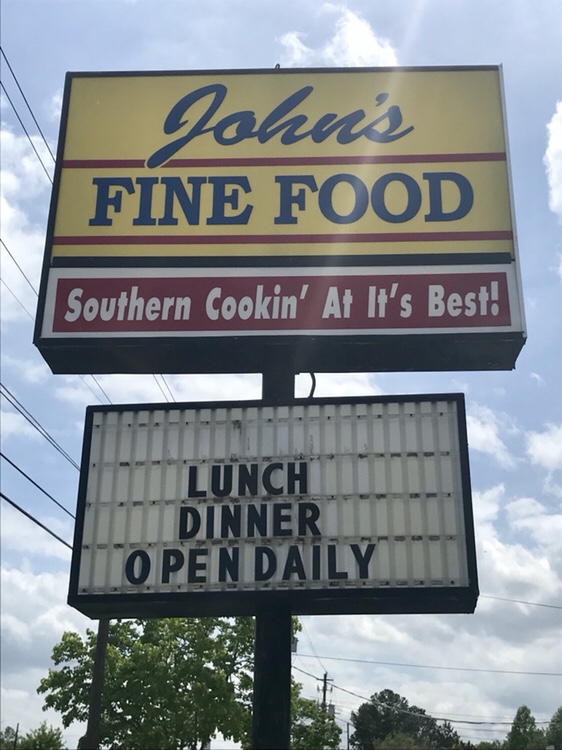 John's
FINE FOOD
Southern Cookin' At It's Best!
LUNCH
DINNER
OPEN DAILY